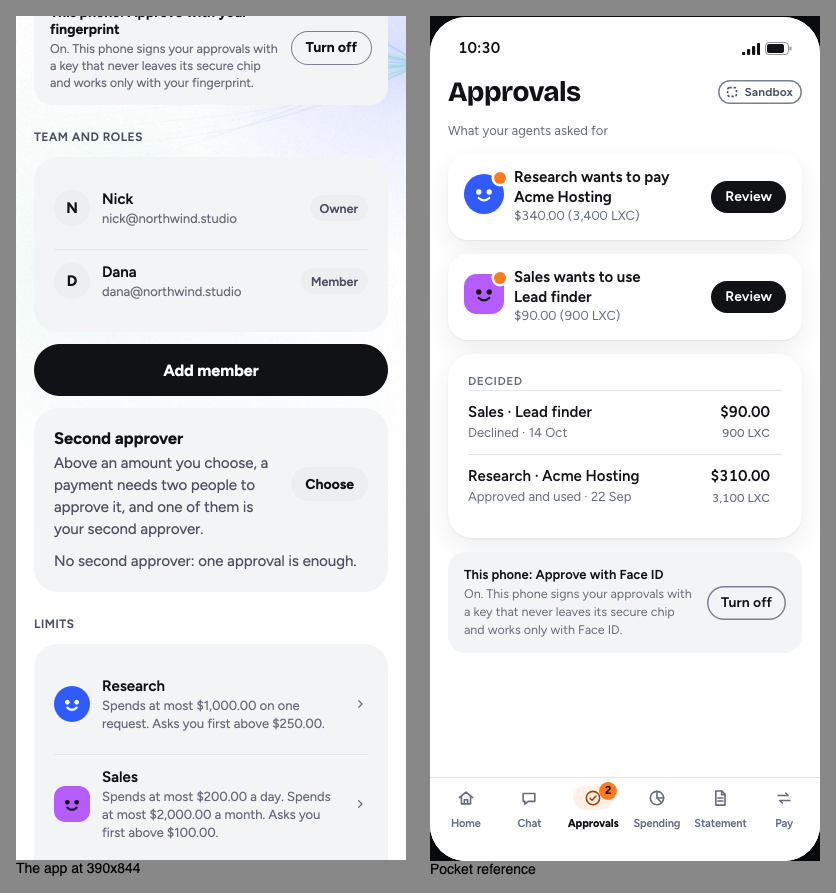 This phone: Approve with your
fingerprint
On. This phone signs your approvals with
a key that never leaves its secure chip
and works only with your fingerprint.
Turn off
TEAM AND ROLES
N
Nick
nick@northwind.studio
Owner
D
Dana
dana@northwind.studio
Member
Add member
Second approver
Above an amount you choose, a
payment needs two people to
approve it, and one of them is
your second approver.
Choose
No second approver: one approval is enough.
LIMITS
Research
Spends at most $1,000.00 on one
request. Asks you first above $250.00.
Sales
Spends at most $200.00 a day. Spends
at most $2,000.00 a month. Asks you
first above $100.00.
The app at 390x844
10:30
Approvals
Sandbox
What your agents asked for
Research wants to pay
Acme Hosting
$340.00 (3,400 LXC)
Review
Sales wants to use
Lead finder
$90.00 (900 LXC)
Review
DECIDED
Sales · Lead finder
$90.00
Declined · 14 Oct
900 LXC
Research · Acme Hosting
$310.00
Approved and used · 22 Sep
3,100 LXC
This phone: Approve with Face ID
On. This phone signs your approvals with
a key that never leaves its secure chip
and works only with Face ID.
Turn off
2
Home
Chat
Approvals
Spending
Statement
Pay
Pocket reference